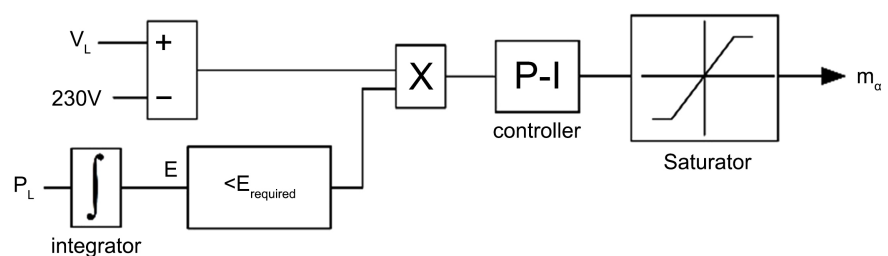 V_L
+
230V
−
X
P-I
controller
Saturator
m_α
P_L
∫
integrator
E
<E_required